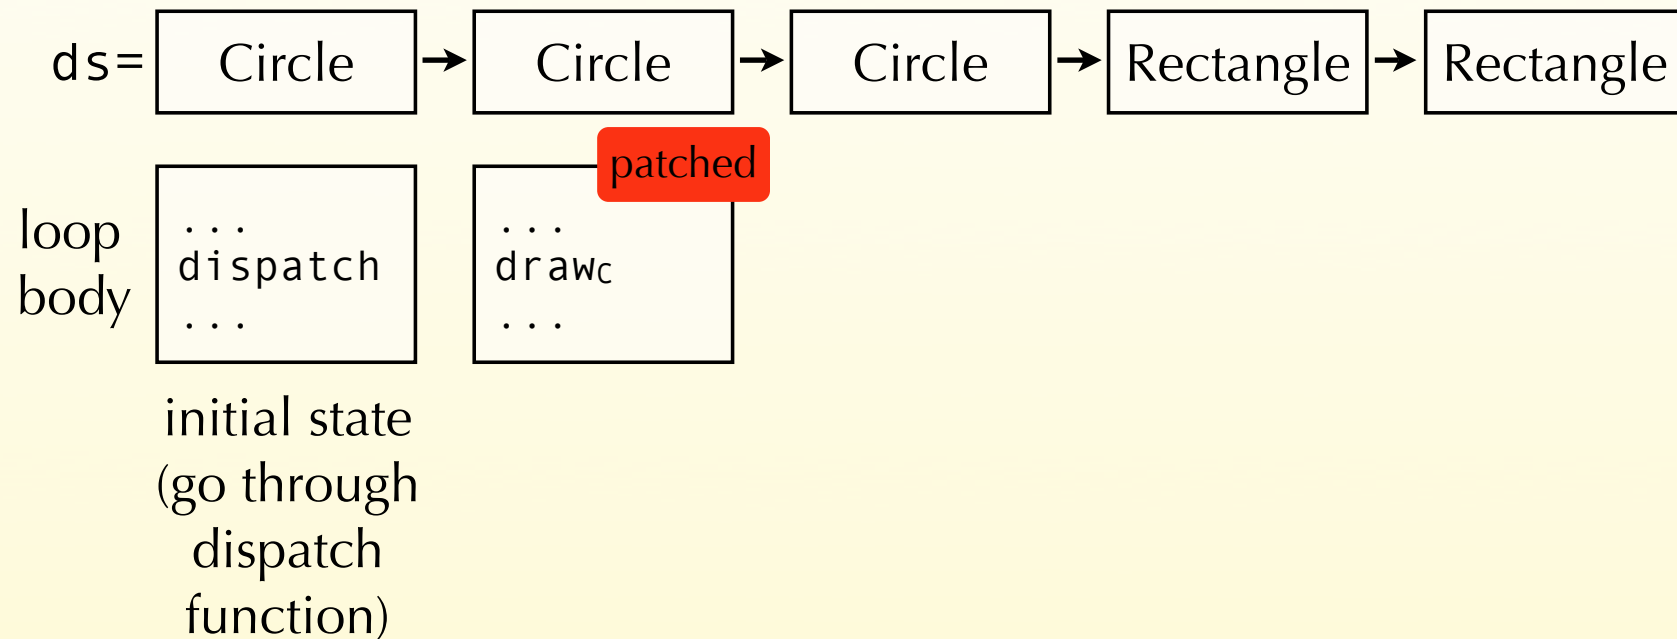 ds= Circle Circle Circle Rectangle Rectangle
patched
loop
body
...
dispatch
...
...
drawC
...
initial state
(go through
dispatch
function)